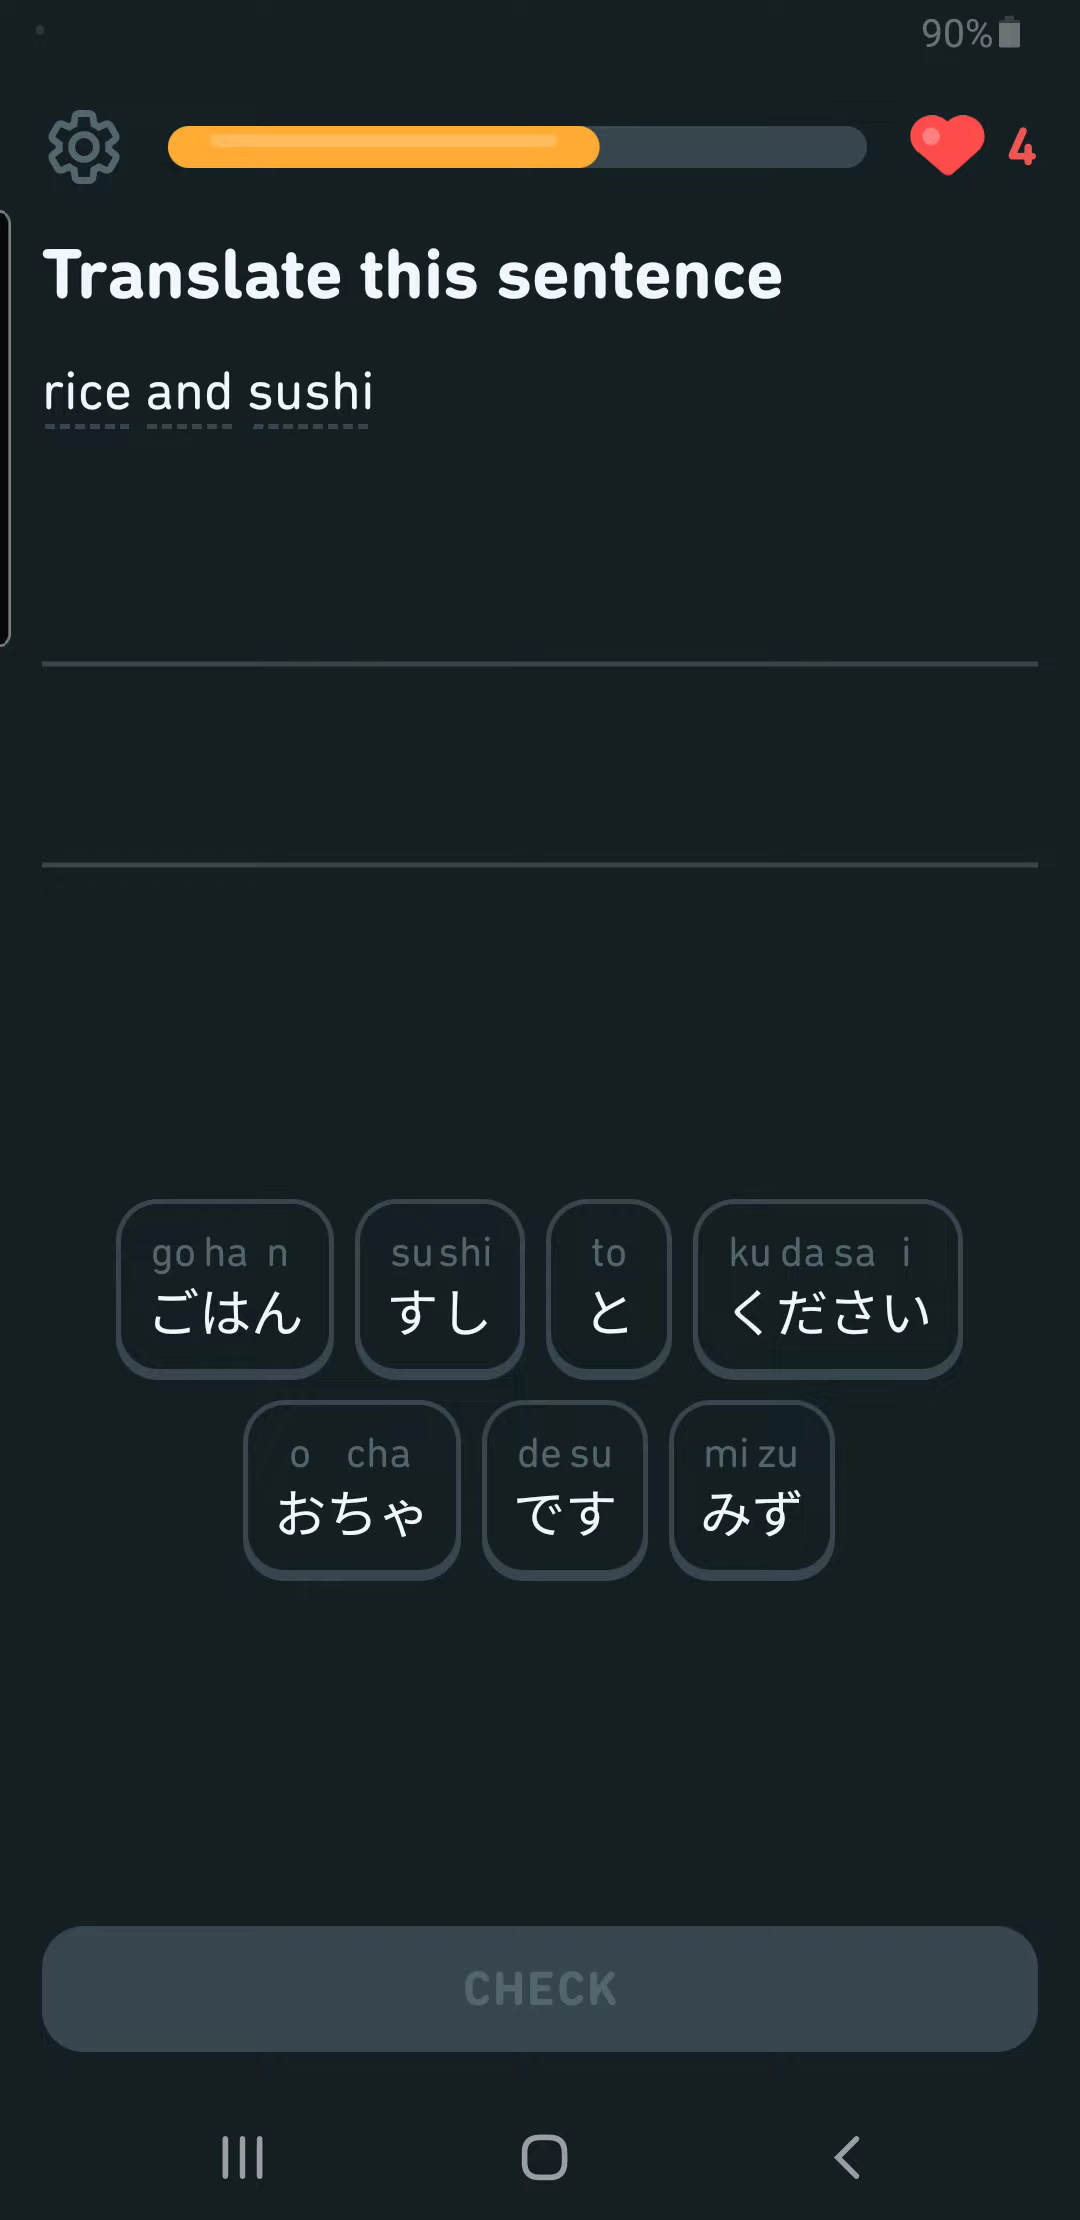 90%
4
Translate this sentence
rice and sushi
go ha n su shi to ku da sa i
ごはん すし と ください
o cha de su mi zu
おちゃ です みず
CHECK